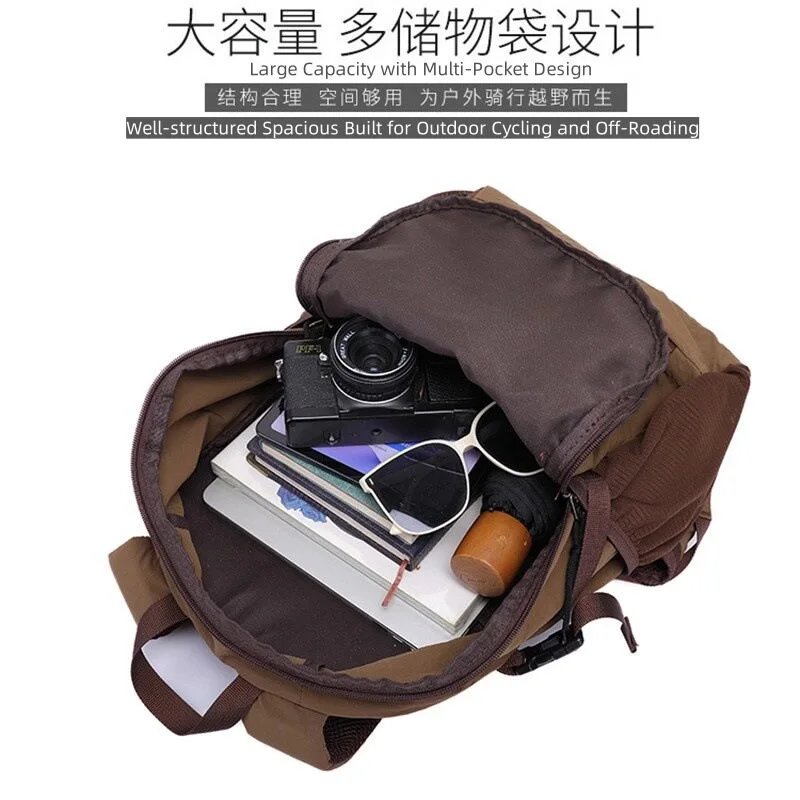 大容量 多储物袋设计
Large Capacity with Multi-Pocket Design
结构合理 空间够用 为户外骑行越野而生
Well-structured Spacious Built for Outdoor Cycling and Off-Roading
GREAT WALL